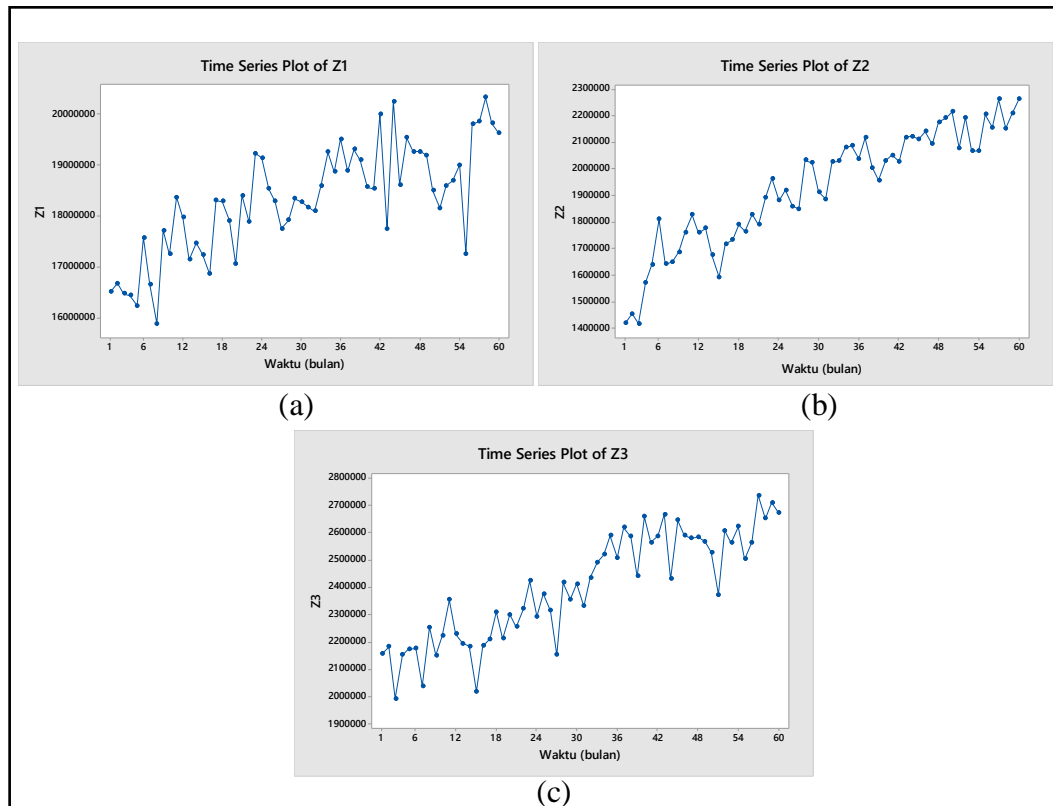 Time Series Plot of Z1
20000000
19000000
18000000
17000000
16000000
Z1
1 6 12 18 24 30 36 42 48 54 60
Waktu (bulan)
(a)
Time Series Plot of Z2
2300000
2200000
2100000
2000000
1900000
1800000
1700000
1600000
1500000
1400000
Z2
1 6 12 18 24 30 36 42 48 54 60
Waktu (bulan)
(b)
Time Series Plot of Z3
2800000
2700000
2600000
2500000
2400000
2300000
2200000
2100000
2000000
1900000
Z3
1 6 12 18 24 30 36 42 48 54 60
Waktu (bulan)
(c)